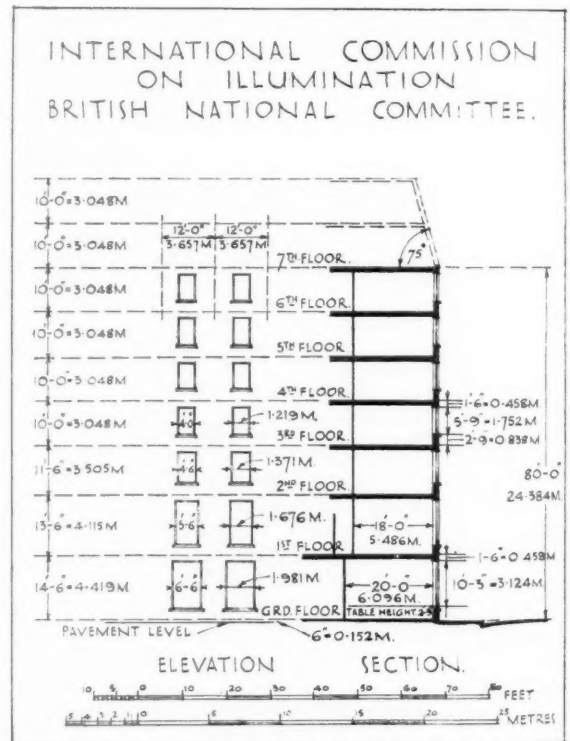 INTERNATIONAL COMMISSION
ON ILLUMINATION
BRITISH NATIONAL COMMITTEE.
10'-0"=3·048M
12'-0" 12'-0"
10'-0"=3·048M
3·657M 3·657M
75°
7TH FLOOR.
10'-0"=3·048M
6TH FLOOR.
10'-0"=3·048M
5TH FLOOR.
10'-0"=3·048M
4TH FLOOR.
1'-6"=0·458M
10'-0"=3·048M
4'-0"
1·219M.
5'-9"=1·752M
3RD FLOOR.
2'-9"=0·838M
11'-6"=3·505M
4'-6"
1·371M.
80'-0"
2ND FLOOR.
24·384M
13'-6"=4·115M
5'-6"
1·676M.
18'-0"
5·486M.
1ST FLOOR
1'-6"=0·458M
14'-6"=4·419M
6'-6"
1·981M
20'-0"
10'-3"=3·124M
6·096M.
GRD. FLOOR
TABLE HEIGHT
PAVEMENT LEVEL
6"=0·152M.
ELEVATION SECTION.
10 5 0 10 20 30 40 50 60 70 80 FEET
5 4 3 2 1 0 5 10 15 20 25 METRES